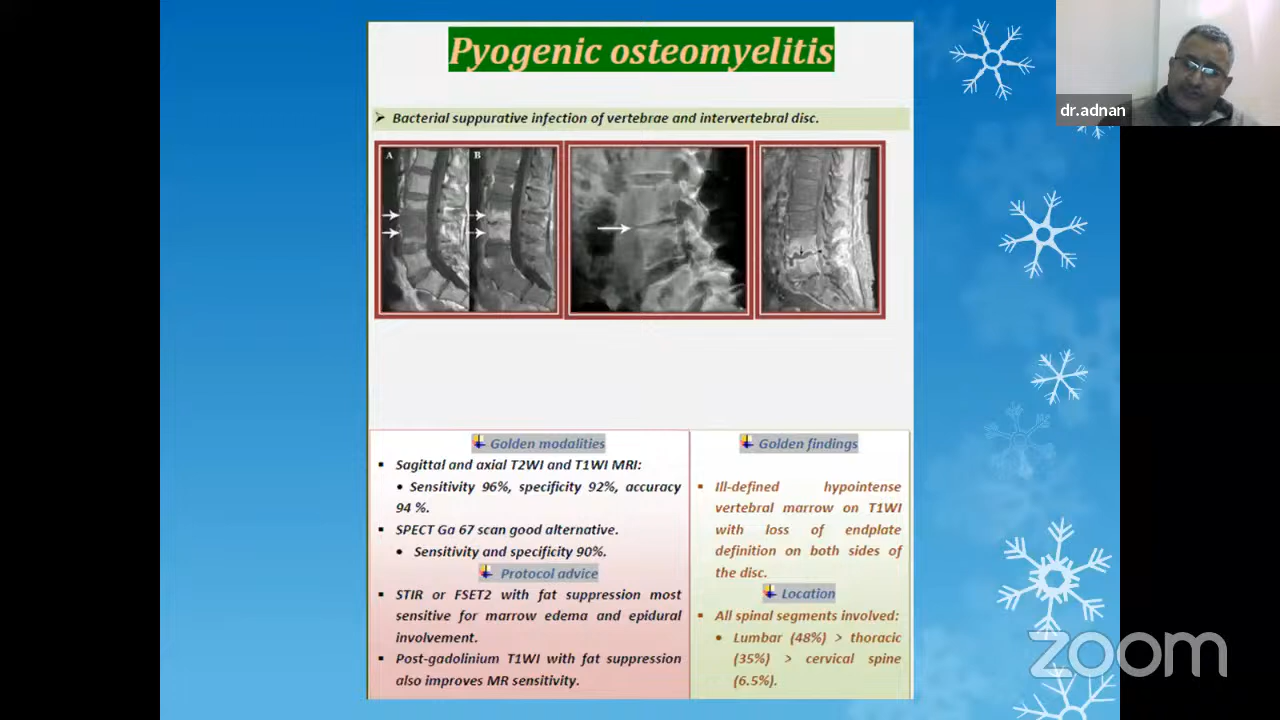 Pyogenic osteomyelitis
dr.adnan
➤ Bacterial suppurative infection of vertebrae and intervertebral disc.
A
B
Golden modalities
▪ Sagittal and axial T2WI and T1WI MRI:
• Sensitivity 96%, specificity 92%, accuracy
94 %.
▪ SPECT Ga 67 scan good alternative.
• Sensitivity and specificity 90%.
Protocol advice
▪ STIR or FSET2 with fat suppression most
sensitive for marrow edema and epidural
involvement.
▪ Post-gadolinium T1WI with fat suppression
also improves MR sensitivity.
Golden findings
▪ Ill-defined hypointense
vertebral marrow on T1WI
with loss of endplate
definition on both sides of
the disc.
Location
▪ All spinal segments involved:
• Lumbar (48%) > thoracic
(35%) > cervical spine
(6.5%).
zoom